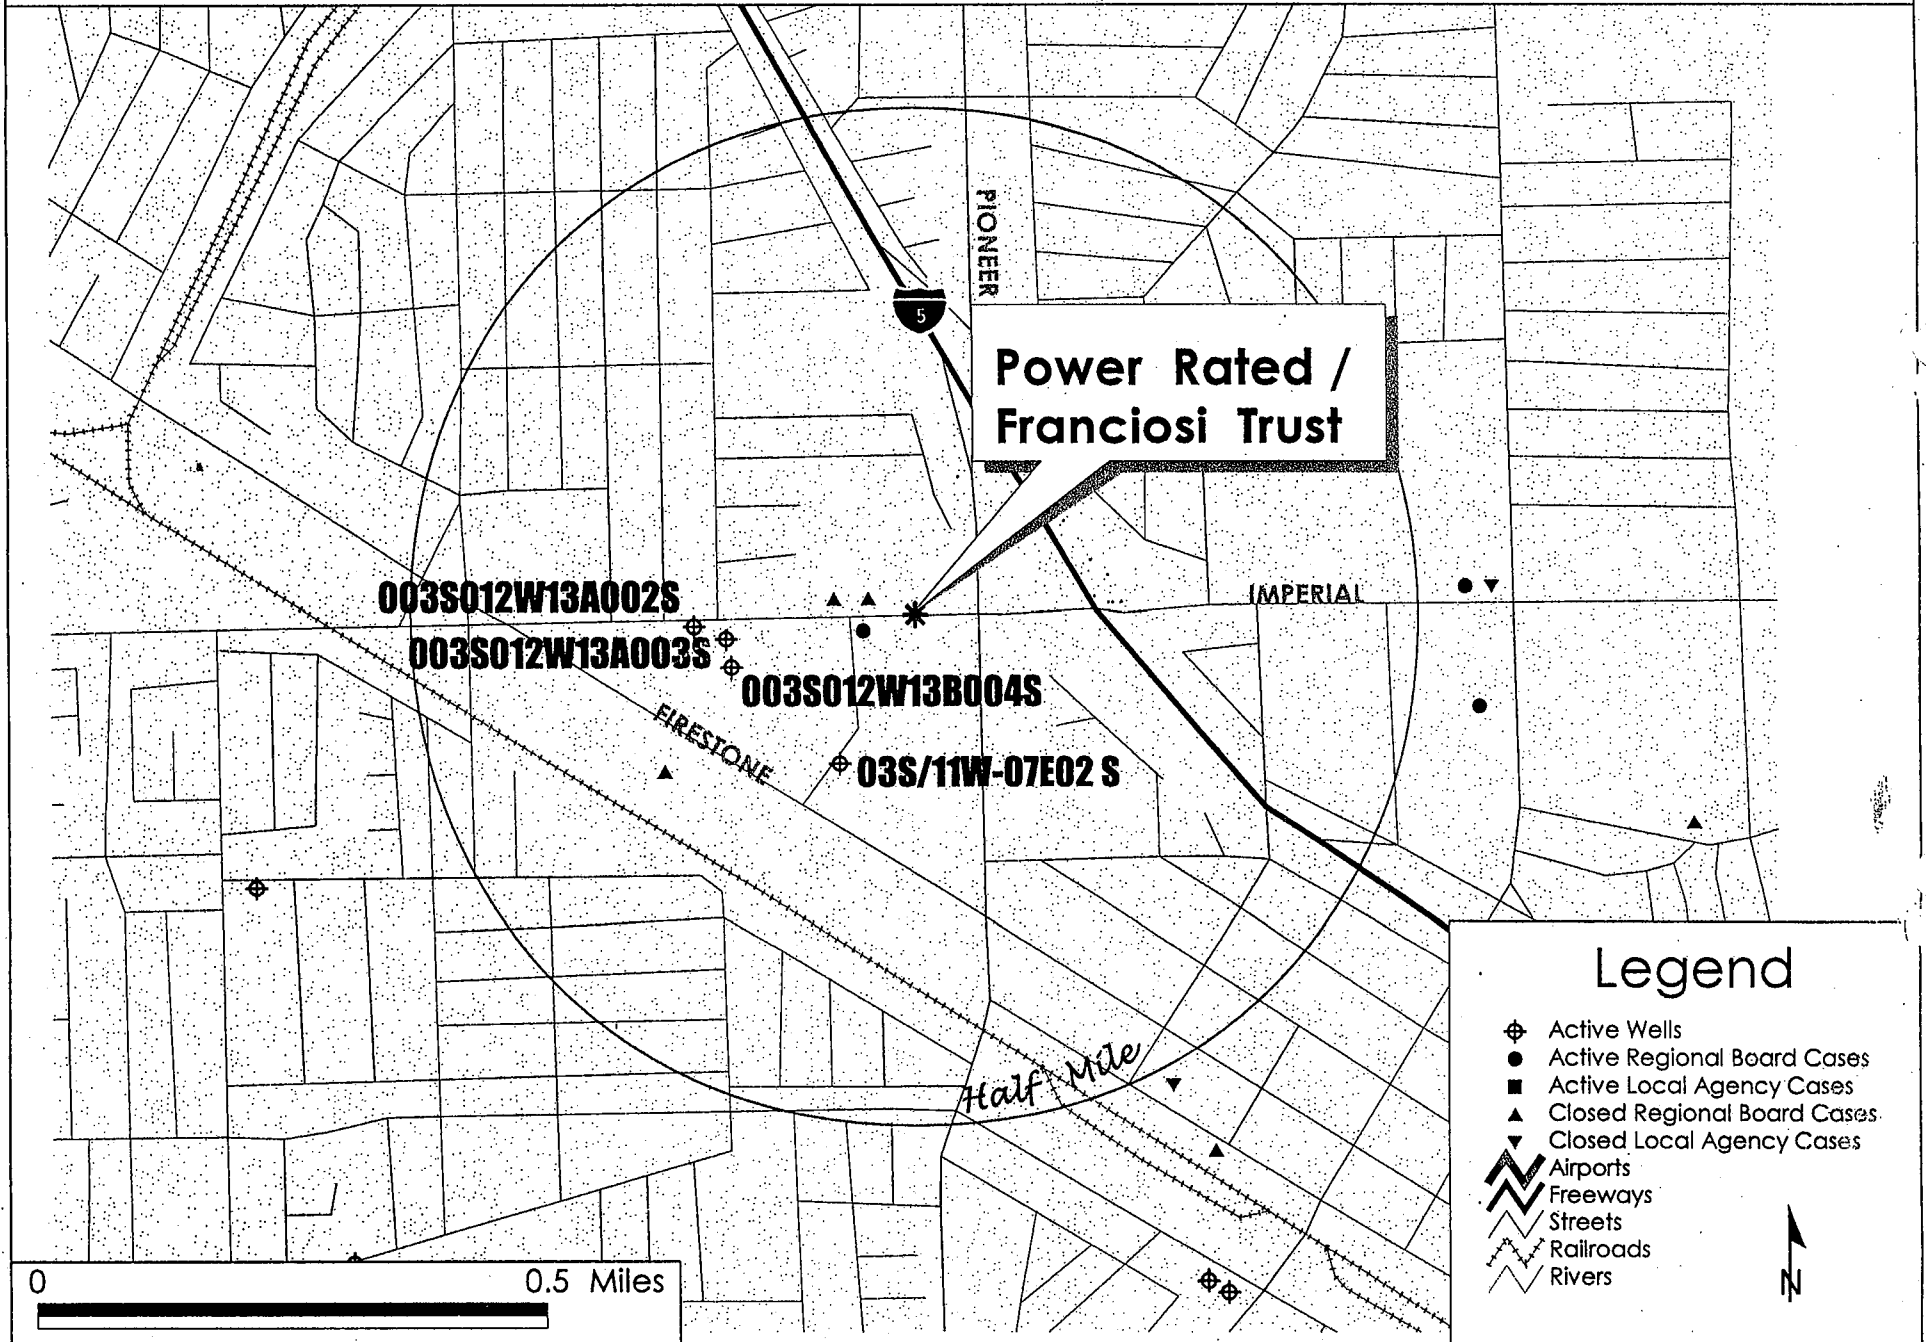 PIONEER
5
Power Rated /
Franciosi Trust
003S012W13A002S
IMPERIAL
003S012W13A003S
003S012W13B004S
FIRESTONE
03S/11W-07E02 S
Half Mile
Legend
Active Wells
Active Regional Board Cases
Active Local Agency Cases
Closed Regional Board Cases
Closed Local Agency Cases
Airports
Freeways
Streets
Railroads
Rivers
N
0 0.5 Miles